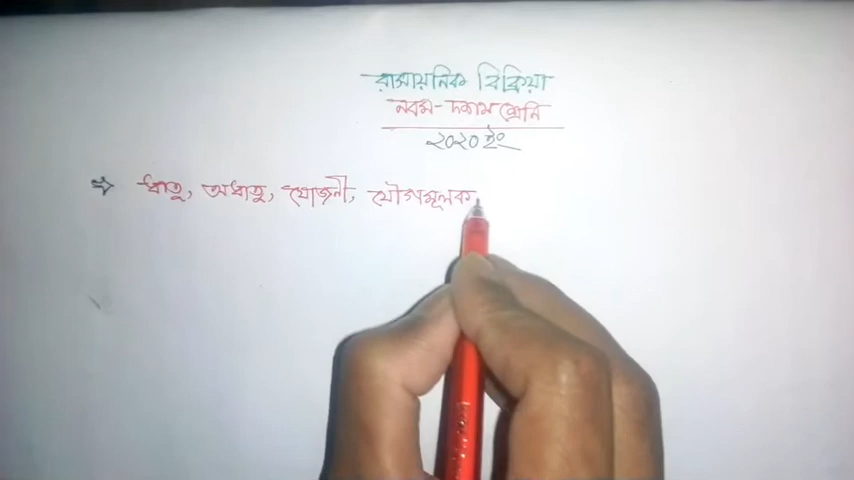 রাসায়নিক বিক্রিয়া
নবম-দশম শ্রেনি
২০২০ ইং
⇒ ধাতু, অধাতু, যোজনী, যৌগমূলক,